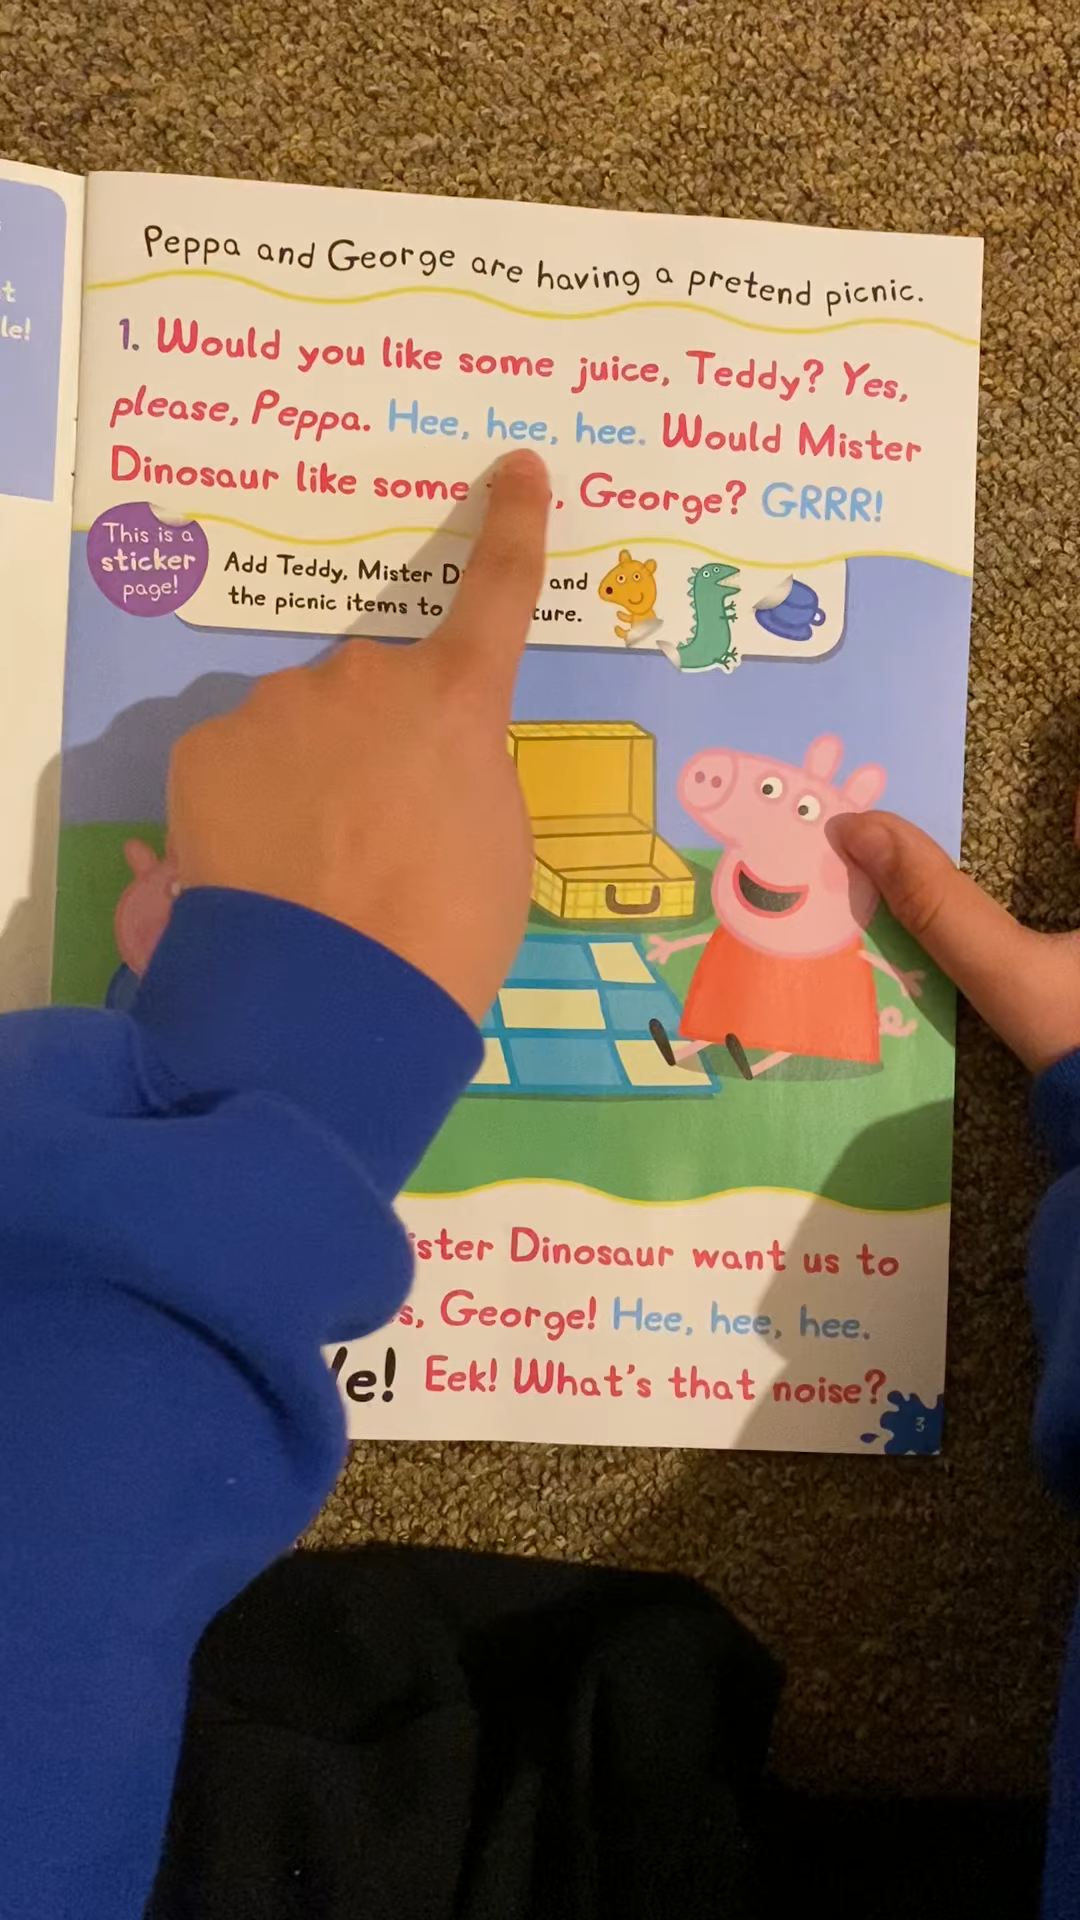 t
le!
Peppa and George are having a pretend picnic.
1. Would you like some juice, Teddy? Yes,
please, Peppa. Hee, hee, hee. Would Mister
Dinosaur like some , George? GRRR!
This is a
sticker
page!
Add Teddy, Mister D and
the picnic items to ture.
ister Dinosaur want us to
s, George! Hee, hee, hee.
e! Eek! What's that noise?
3